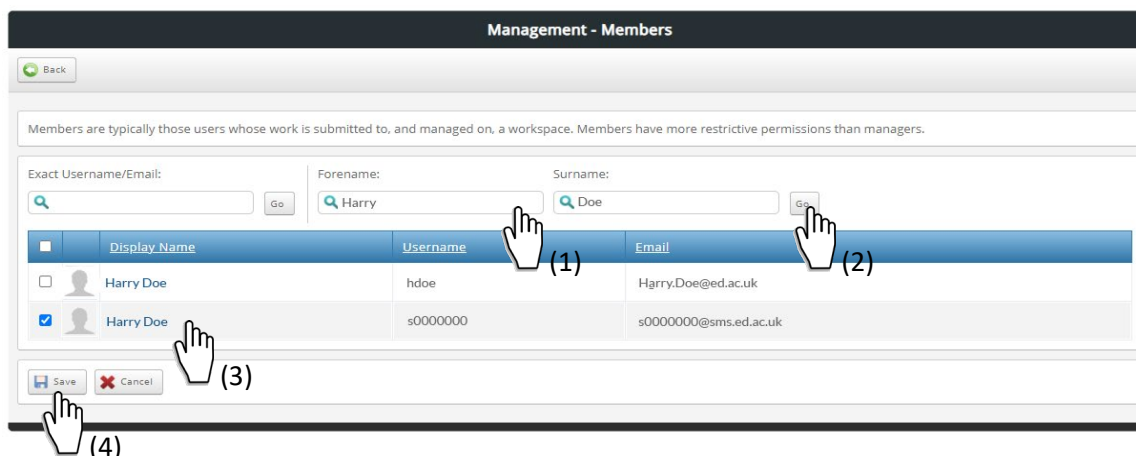 Management - Members
Back
Members are typically those users whose work is submitted to, and managed on, a workspace. Members have more restrictive permissions than managers.
Exact Username/Email: Forename: Surname:
Go Harry Doe Go
(1) (2)
Display Name Username Email
Harry Doe hdoe Harry.Doe@ed.ac.uk
Harry Doe s0000000 s0000000@sms.ed.ac.uk
(3)
Save Cancel
(4)